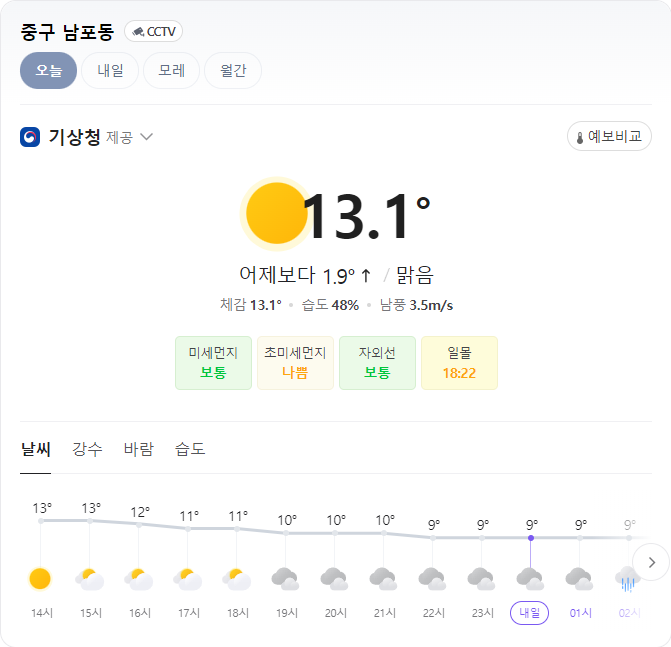 중구 남포동 CCTV
오늘 내일 모레 월간
기상청 제공 예보비교
13.1°
어제보다 1.9° ↑ / 맑음
체감 13.1° • 습도 48% • 남풍 3.5m/s
미세먼지 초미세먼지 자외선 일몰
보통 나쁨 보통 18:22
날씨 강수 바람 습도
13° 13° 12° 11° 11° 10° 10° 10° 9° 9° 9° 9° 9°
14시 15시 16시 17시 18시 19시 20시 21시 22시 23시 내일 01시 02시